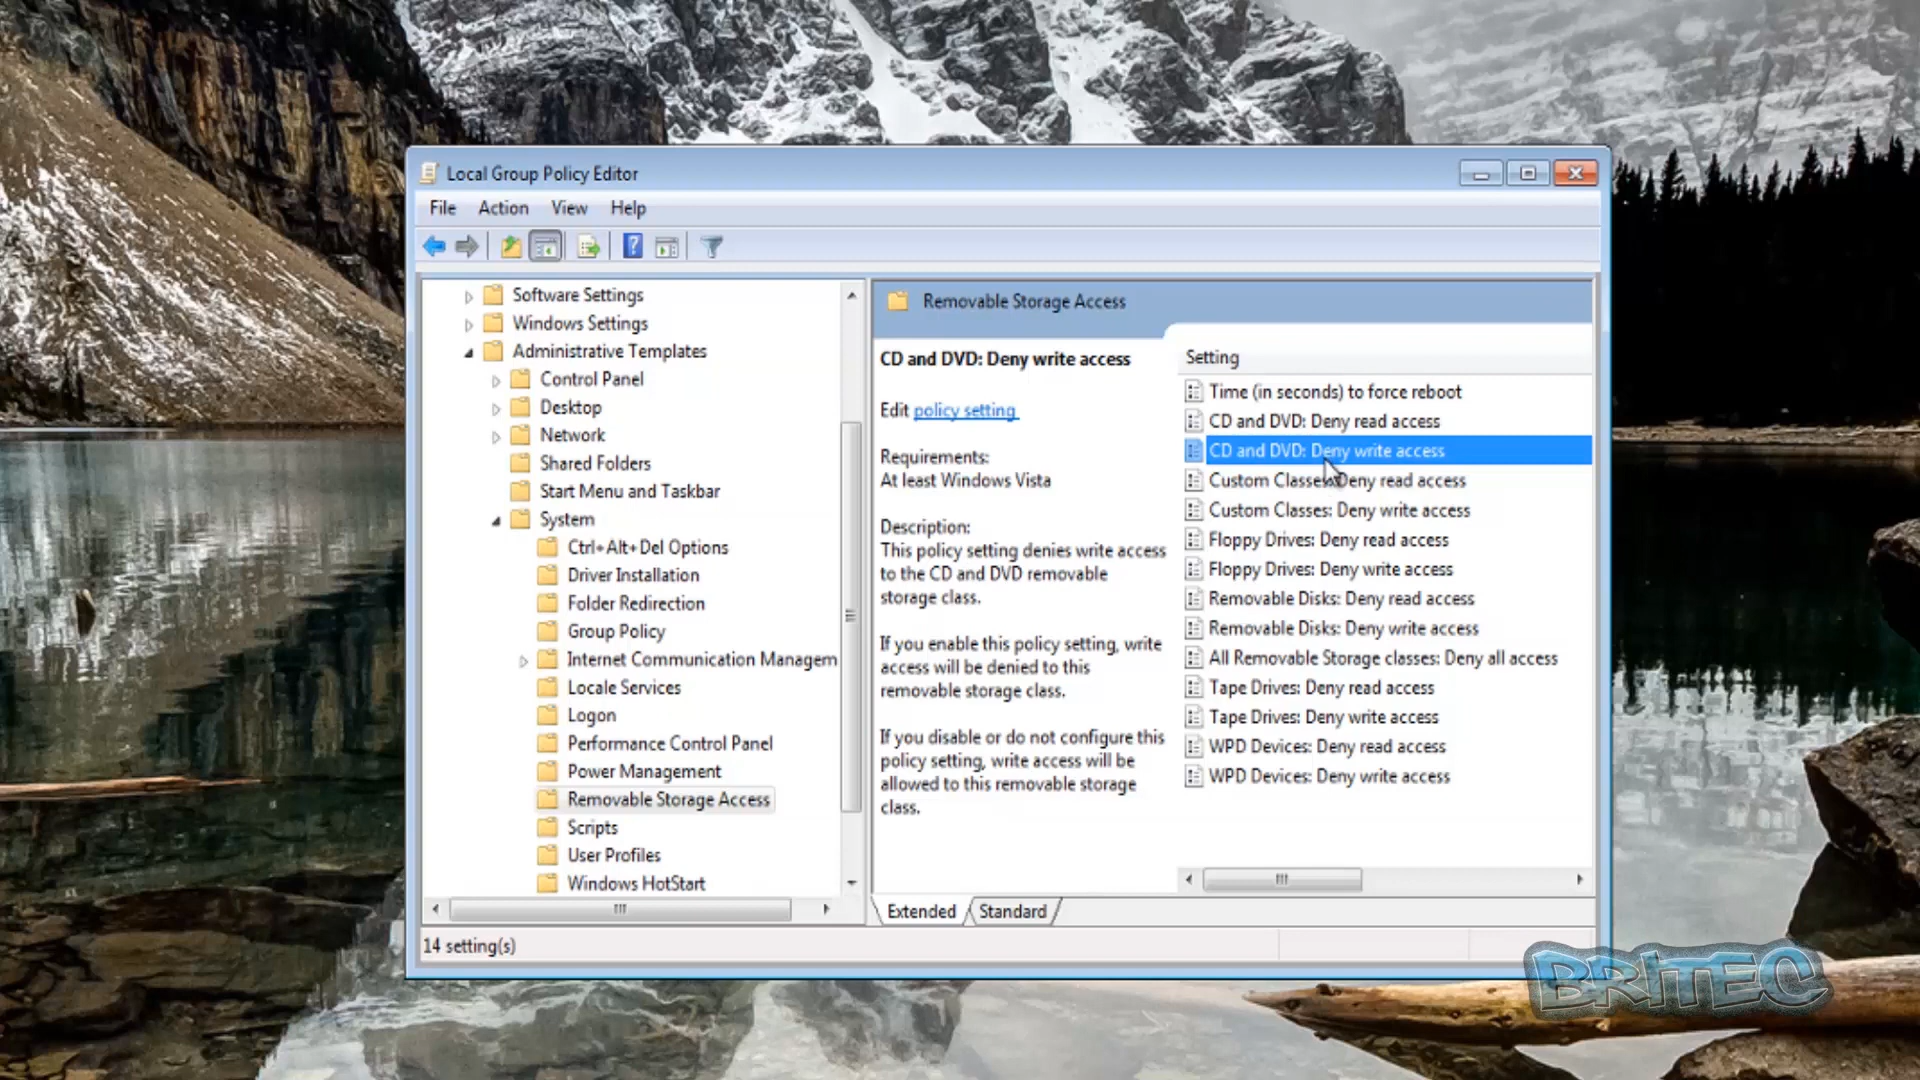 Local Group Policy Editor
File Action View Help
Software Settings
Windows Settings
Administrative Templates
Control Panel
Desktop
Network
Shared Folders
Start Menu and Taskbar
System
Ctrl+Alt+Del Options
Driver Installation
Folder Redirection
Group Policy
Internet Communication Managem
Locale Services
Logon
Performance Control Panel
Power Management
Removable Storage Access
Scripts
User Profiles
Windows HotStart
Removable Storage Access
CD and DVD: Deny write access
Edit policy setting
Requirements:
At least Windows Vista
Description:
This policy setting denies write access
to the CD and DVD removable
storage class.
If you enable this policy setting, write
access will be denied to this
removable storage class.
If you disable or do not configure this
policy setting, write access will be
allowed to this removable storage
class.
Setting
Time (in seconds) to force reboot
CD and DVD: Deny read access
CD and DVD: Deny write access
Custom Classes: Deny read access
Custom Classes: Deny write access
Floppy Drives: Deny read access
Floppy Drives: Deny write access
Removable Disks: Deny read access
Removable Disks: Deny write access
All Removable Storage classes: Deny all access
Tape Drives: Deny read access
Tape Drives: Deny write access
WPD Devices: Deny read access
WPD Devices: Deny write access
Extended Standard
14 setting(s)
BRITEC